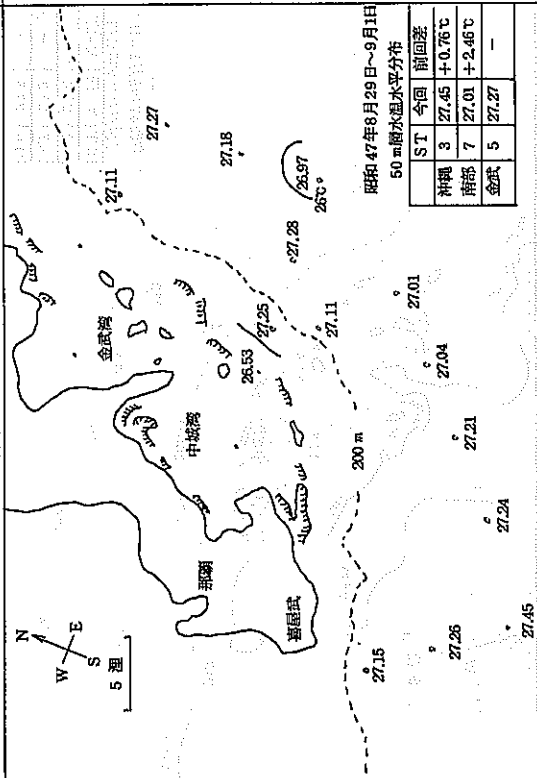 昭和47年8月29日～9月1日
50m層水温水平分布
ST 今回 前回差
沖縄 3 27.45 +0.76℃
南部 7 27.01 +2.46℃
金武 5 27.27 —
N
W E
S
5 浬
那覇
喜屋武
中城湾
金武湾
200m
27.11
27.27
27.18
26.97
26℃
27.28
27.25
26.53
27.11
27.01
27.04
27.21
27.24
27.15
27.26
27.45